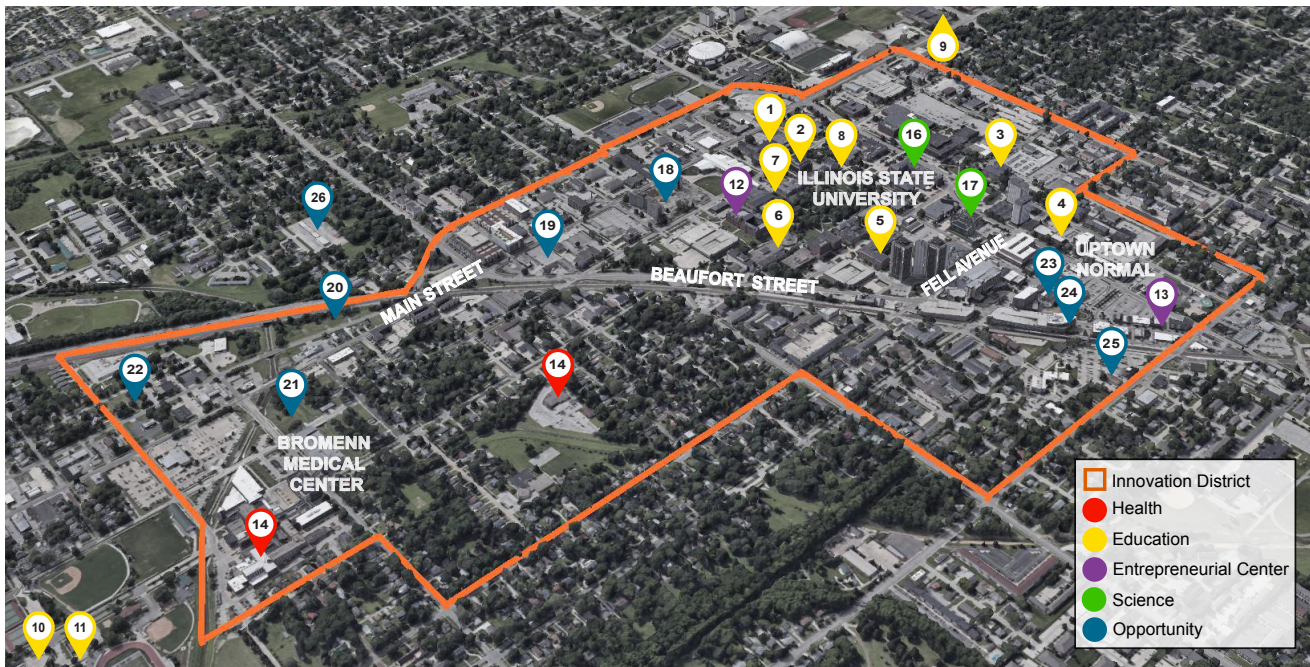 9
1
2
8
16
3
7
ILLINOIS STATE
UNIVERSITY
18
12
17
26
4
6
5
19
UPTOWN
NORMAL
BEAUFORT STREET
FELL AVENUE
23
MAIN STREET
20
24
13
25
14
22
21
BROMENN
MEDICAL
CENTER
14
10
11
Innovation District
Health
Education
Entrepreneurial Center
Science
Opportunity